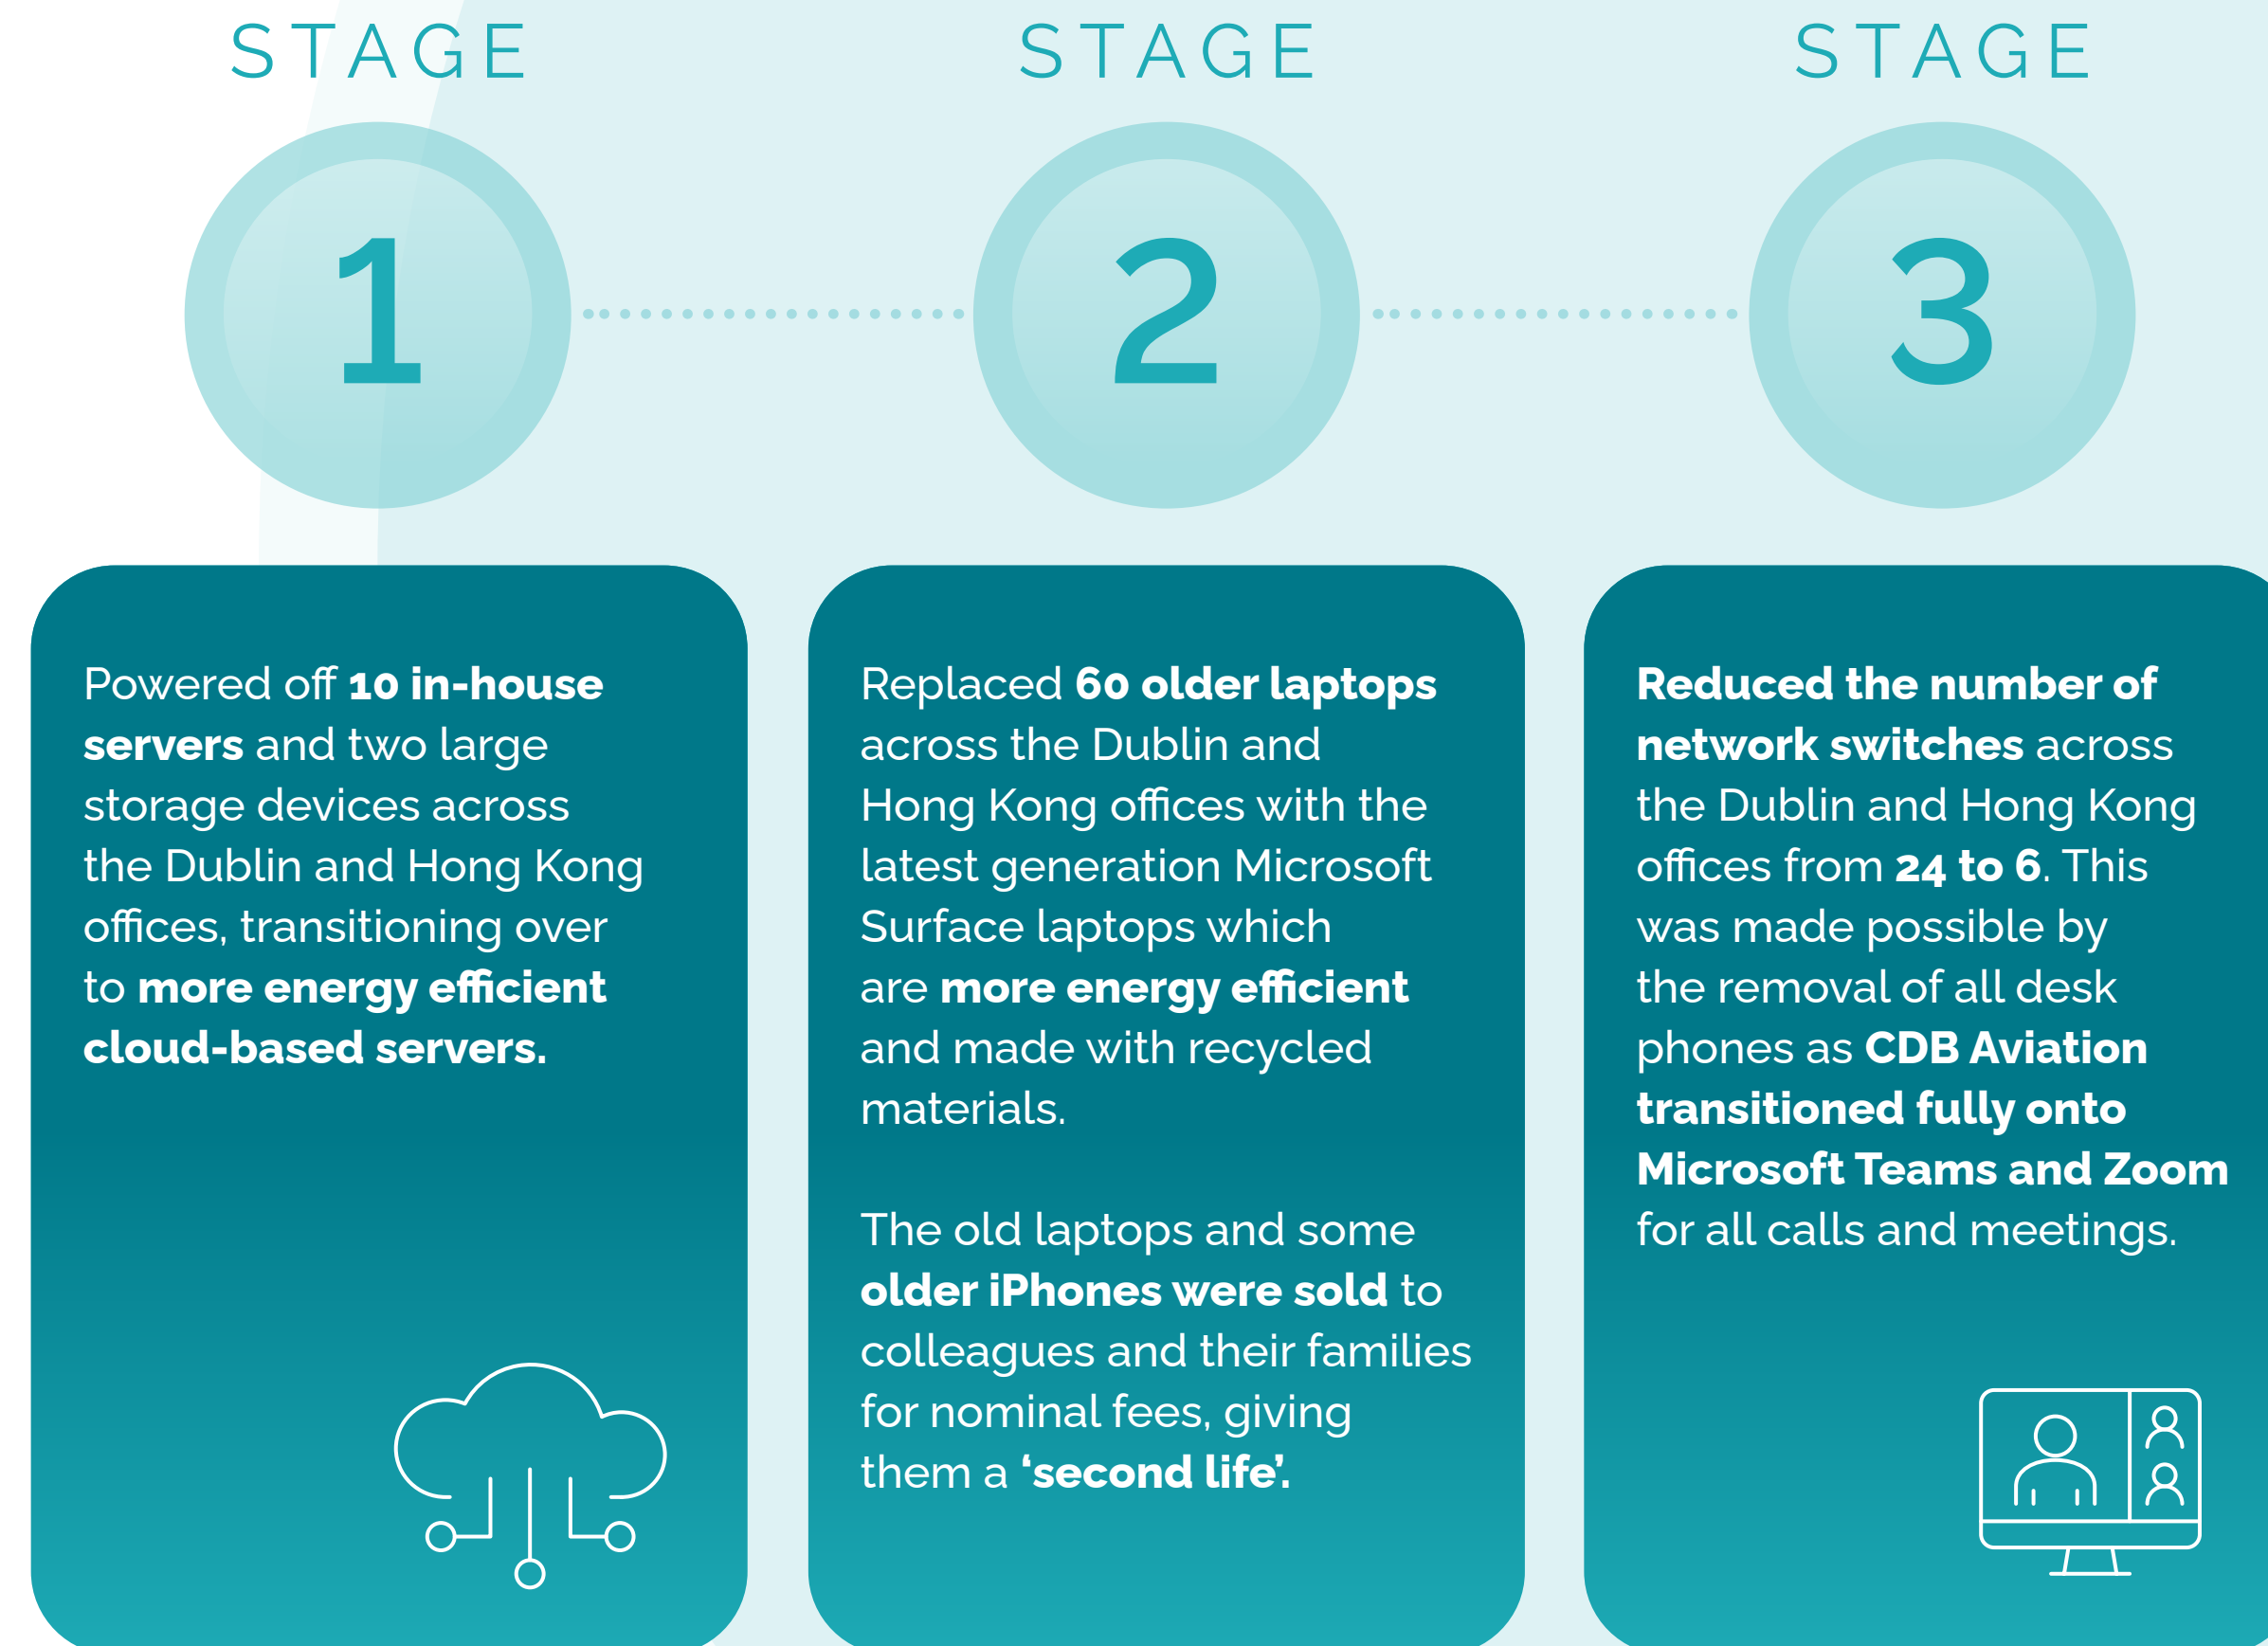 STAGE
1
Powered off 10 in-house
servers and two large
storage devices across
the Dublin and Hong Kong
offices, transitioning over
to more energy efficient
cloud-based servers.
STAGE
2
Replaced 60 older laptops
across the Dublin and
Hong Kong offices with the
latest generation Microsoft
Surface laptops which
are more energy efficient
and made with recycled
materials.
The old laptops and some
older iPhones were sold to
colleagues and their families
for nominal fees, giving
them a ‘second life’.
STAGE
3
Reduced the number of
network switches across
the Dublin and Hong Kong
offices from 24 to 6. This
was made possible by
the removal of all desk
phones as CDB Aviation
transitioned fully onto
Microsoft Teams and Zoom
for all calls and meetings.